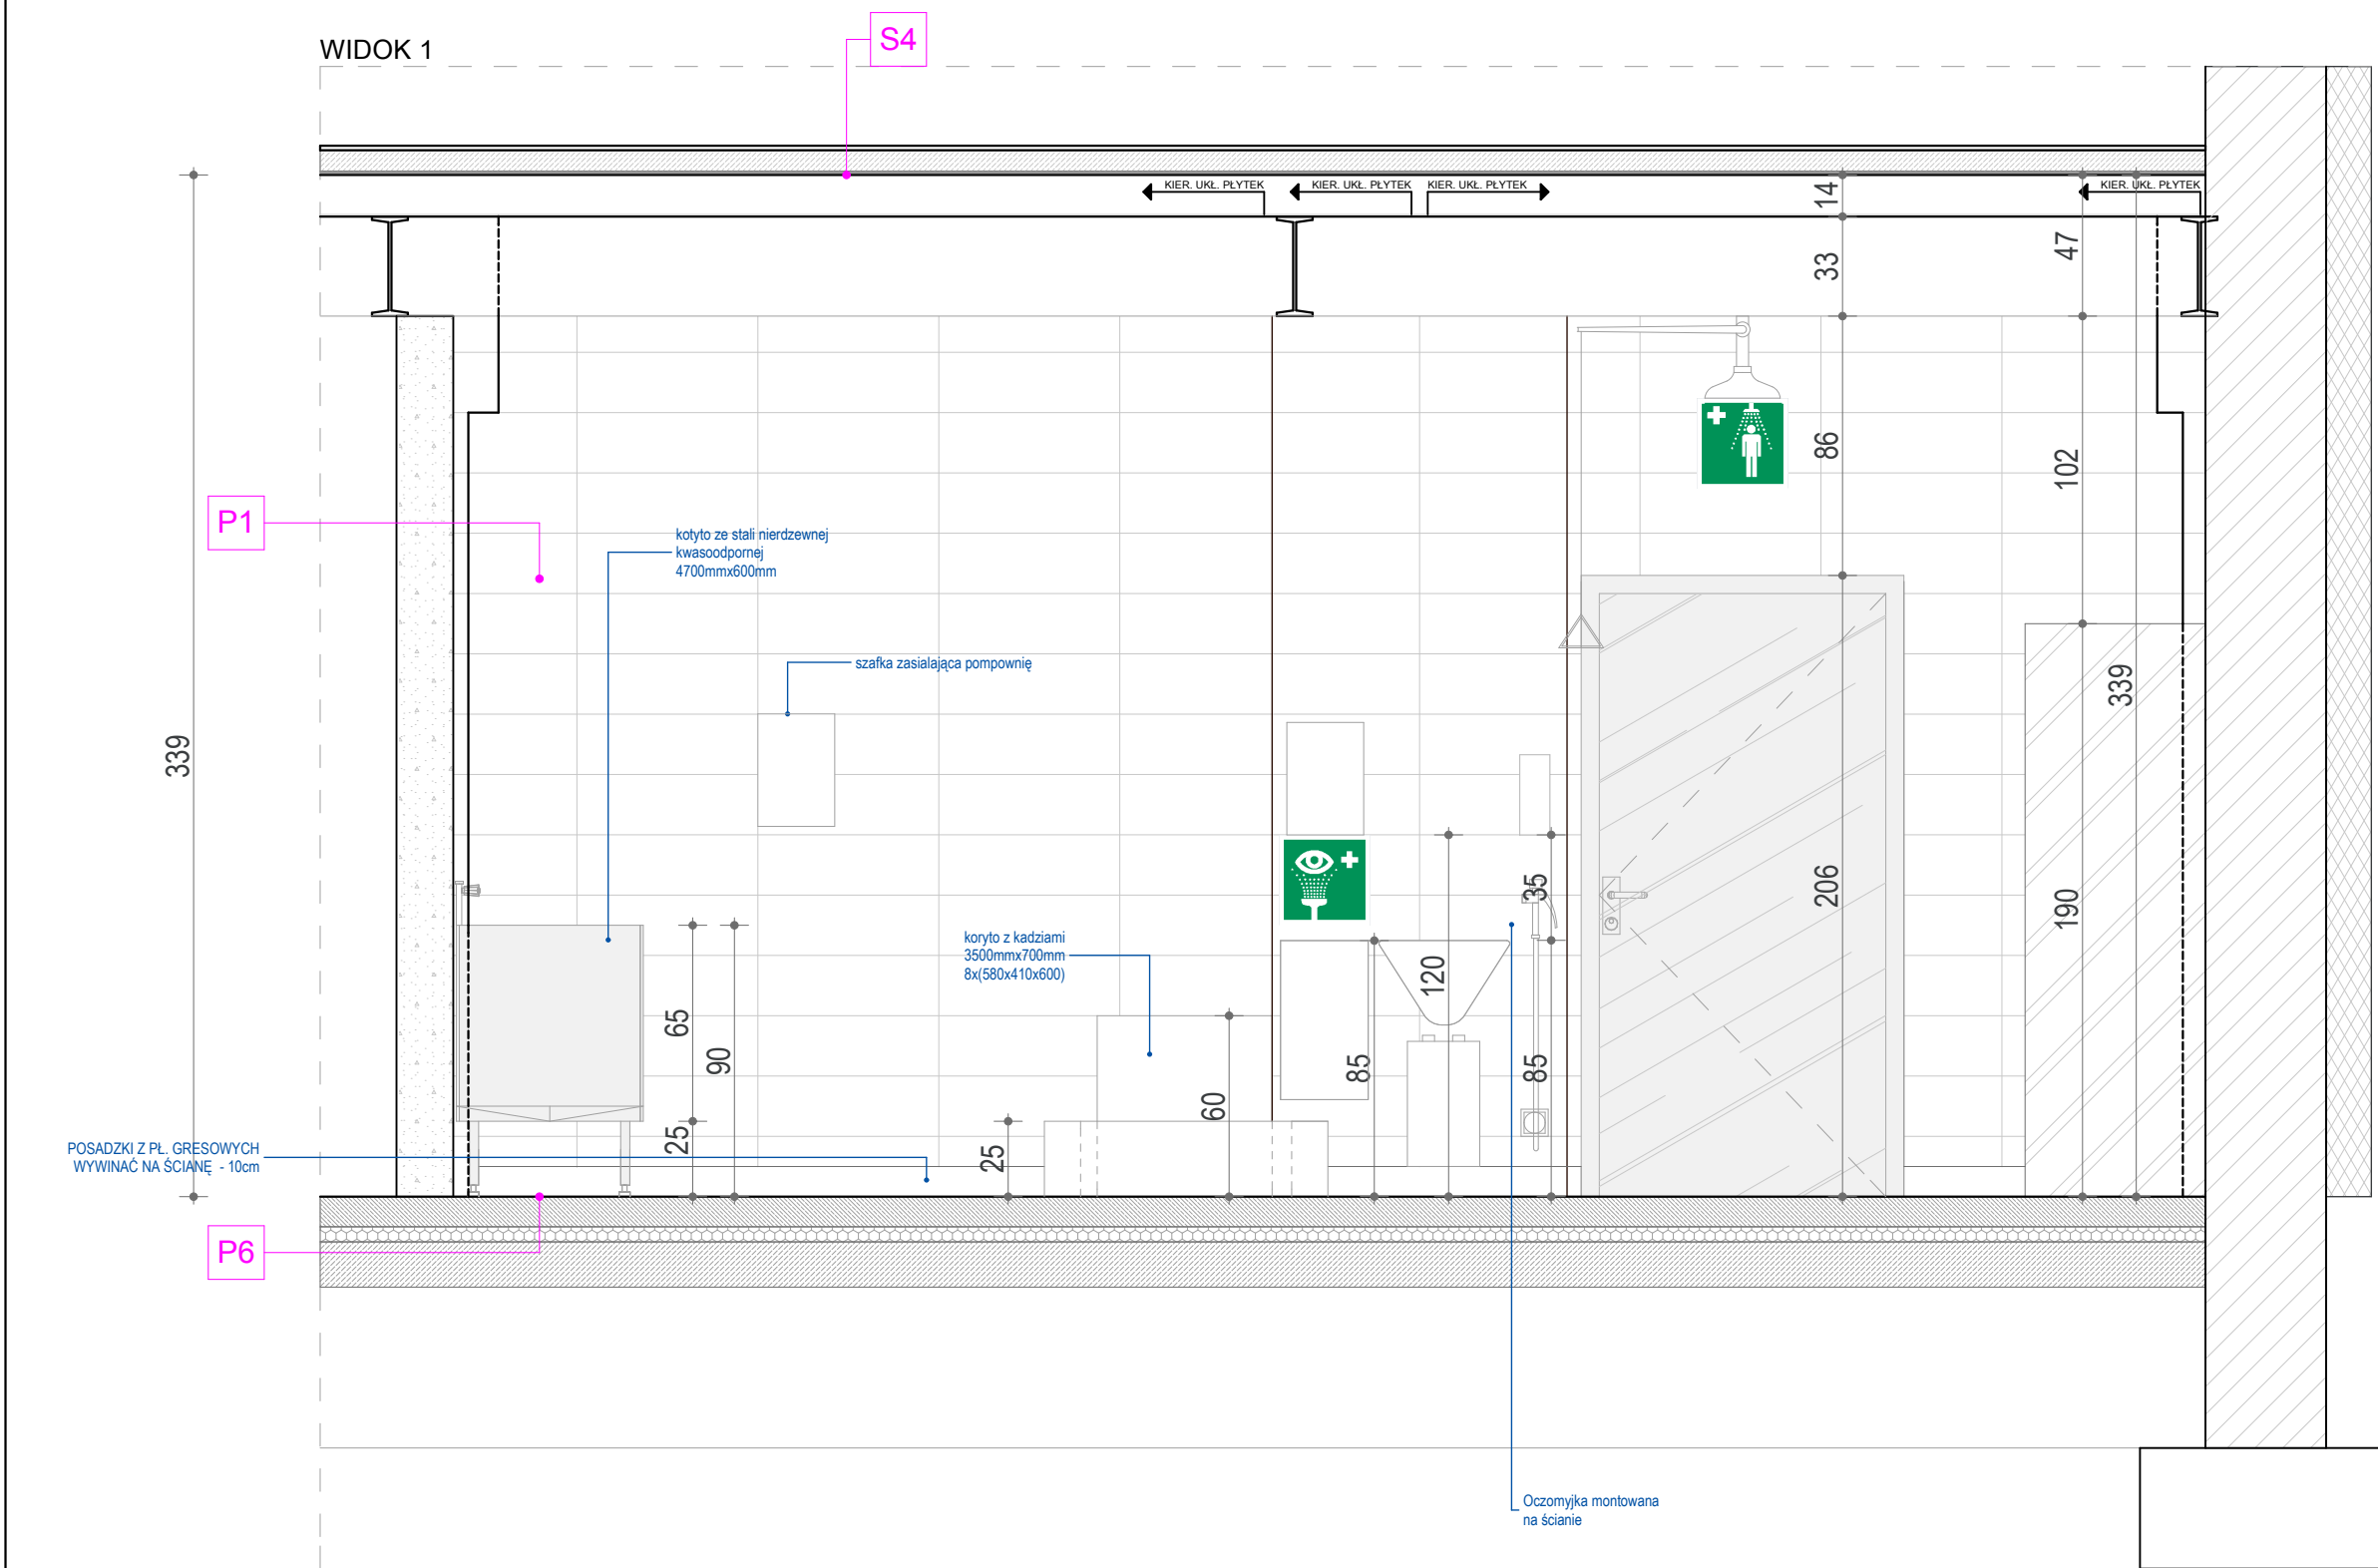 WIDOK 1
S4
KIER. UKŁ. PŁYTEK
KIER. UKŁ. PŁYTEK
KIER. UKŁ. PŁYTEK
KIER. UKŁ. PŁYTEK
14
47
33
86
102
P1
kotyto ze stali nierdzewnej
kwasoodpornej
4700mmx600mm
szafka zasialająca pompownię
339
339
206
190
35
koryto z kadziami
3500mmx700mm
8x(580x410x600)
120
65
90
85
85
60
25
25
POSADZKI Z PŁ. GRESOWYCH
WYWINAĆ NA ŚCIANĘ - 10cm
P6
Oczomyjka montowana
na ścianie